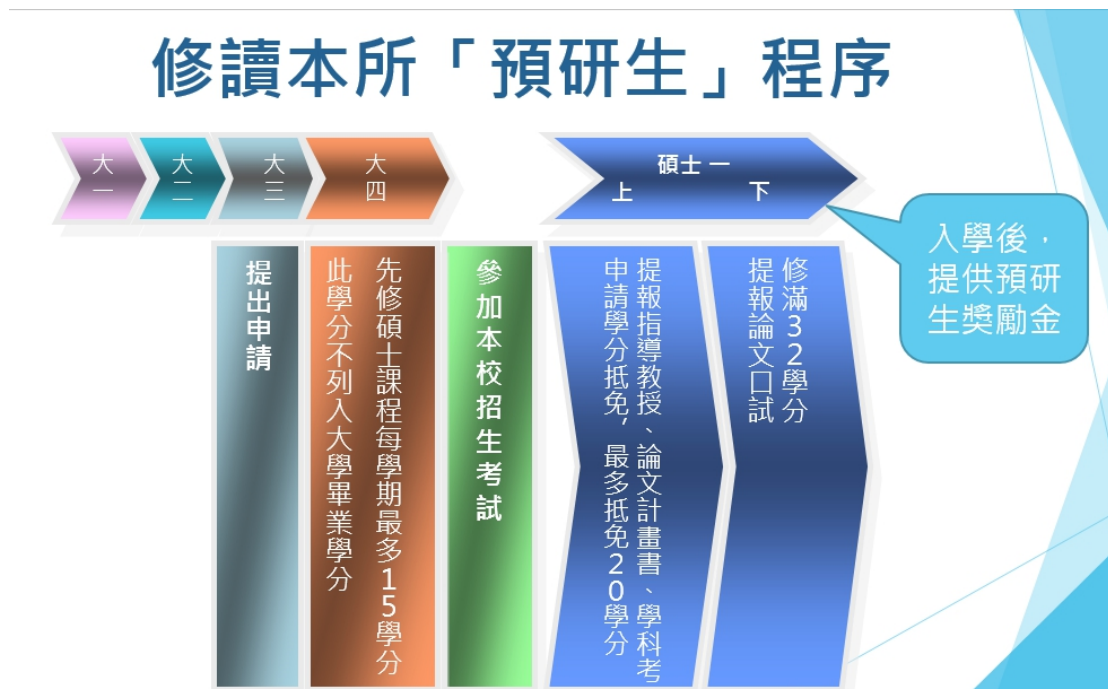 修讀本所「預研生」程序
大一
大二
大三
大四
碩士一
上 下
入學後，
提供預研
生獎勵金
提出申請
先修碩士課程每學期最多15學分
此學分不列入大學畢業學分
參加本校招生考試
提報指導教授、論文計畫書、學科考
申請學分抵免, 最多抵免20學分
修滿32學分
提報論文口試